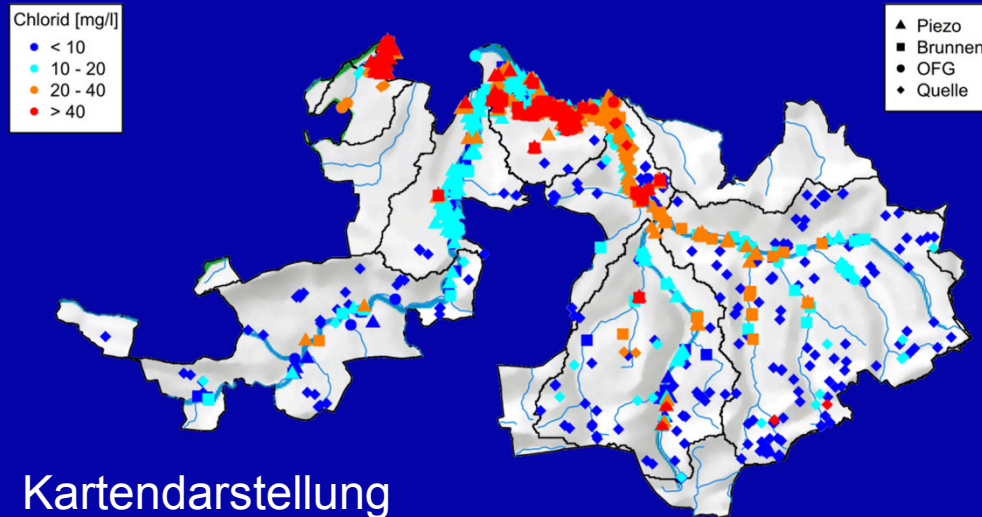 Chlorid [mg/l]
< 10
10 - 20
20 - 40
> 40
Piezo
Brunnen
OFG
Quelle
Kartendarstellung